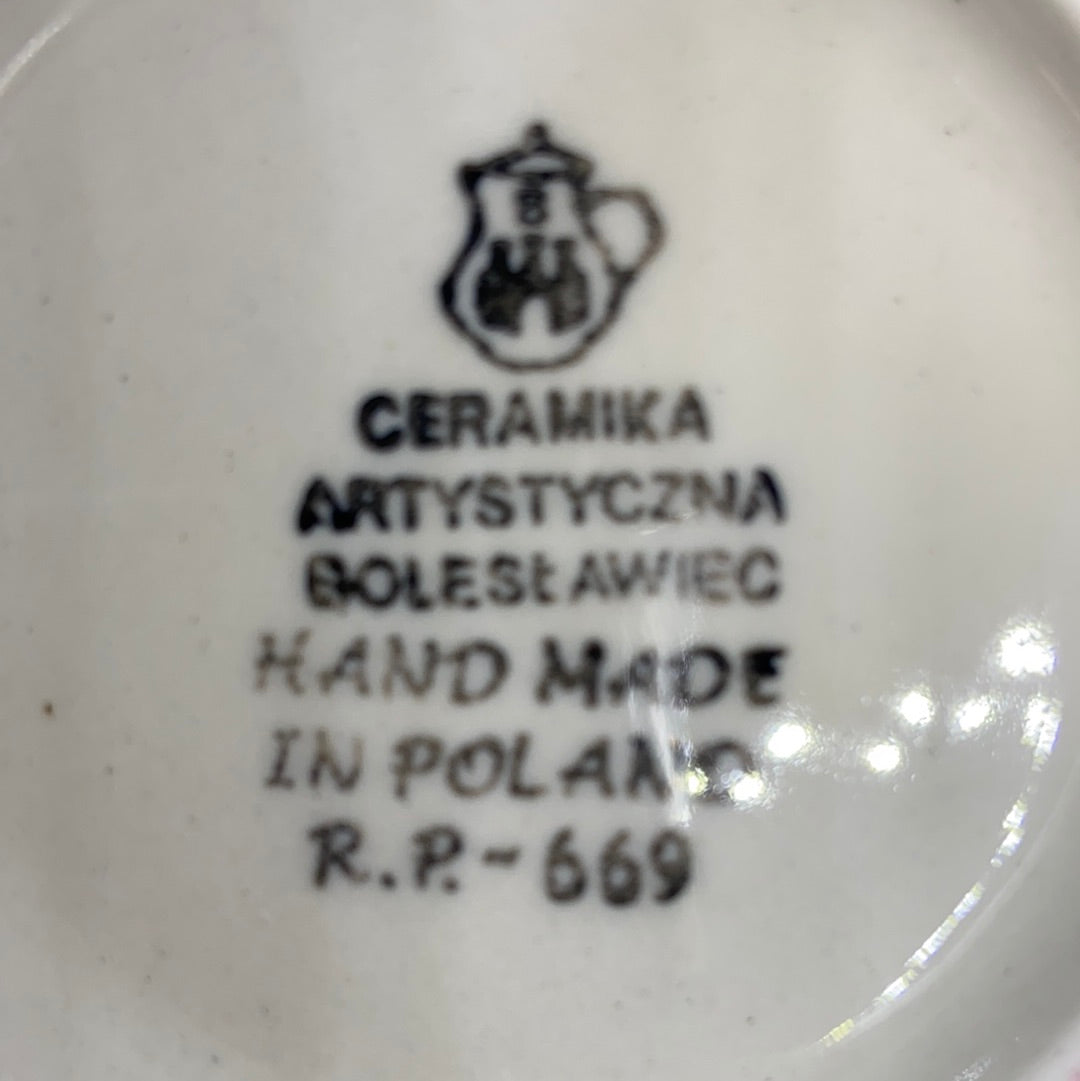 B
CERAMIKA
ARTYSTYCZNA
BOLESŁAWIEC
HAND MADE
IN POLAND
R.P.-669